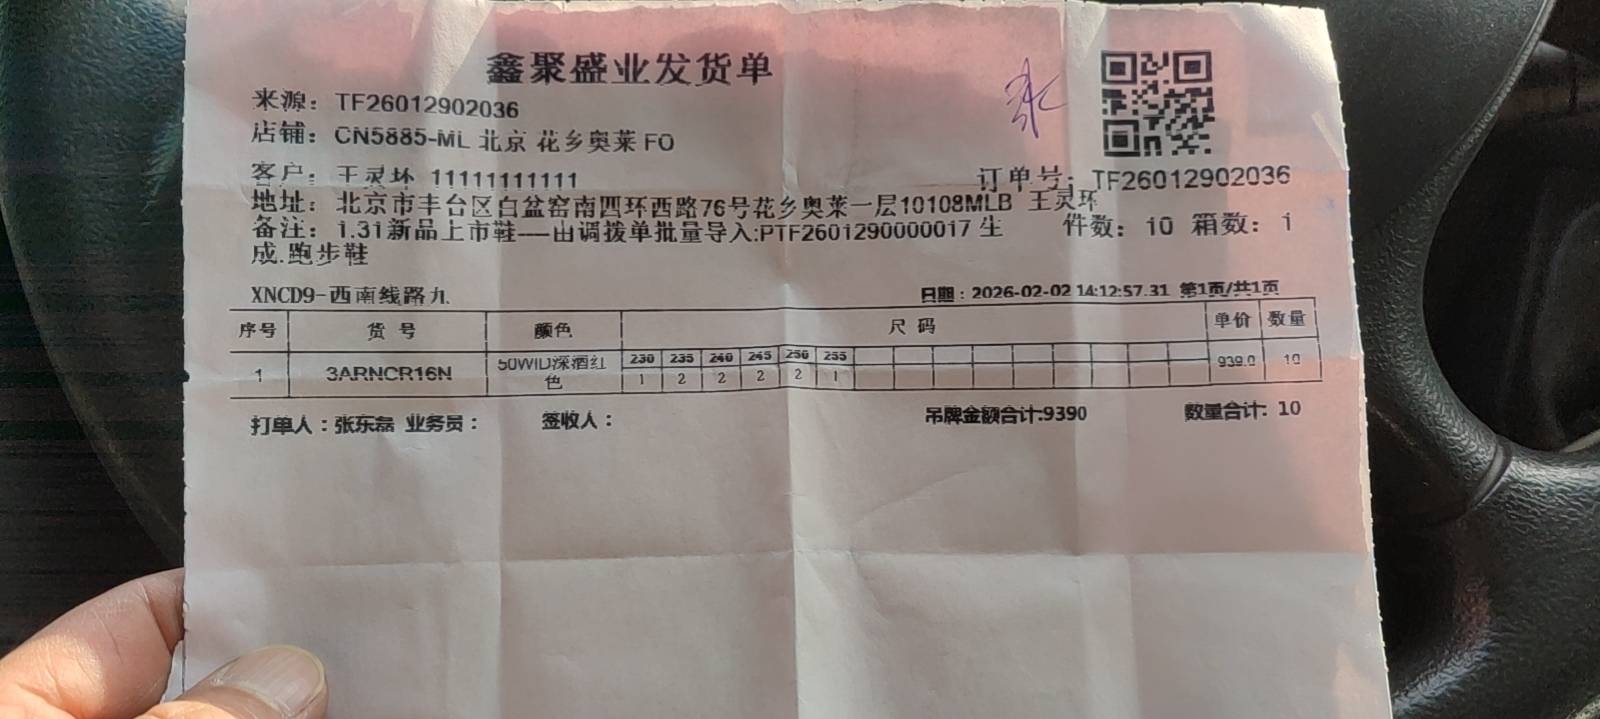 鑫聚盛业发货单
来源：TF26012902036
店铺：CN5885-ML 北京 花乡奥莱 FO
客户：王灵环 11111111111 订单号：TF26012902036
地址：北京市丰台区白盆窑南四环西路76号花乡奥莱一层10108MLB 王灵环
备注：1.31新品上市鞋---出调拨单批量导入:PTF2601290000017 生 件数：10 箱数：1
成.跑步鞋
XNCD9-西南线路九 日期：2026-02-02 14:12:57.31 第1页/共1页
序号 货号 颜色 尺码 单价 数量
1 3ARNCR16N 50WID深酒红色 230 235 240 245 250 255 939.0 10
1 2 2 2 2 1
打单人：张东磊 业务员： 签收人： 吊牌金额合计:9390 数量合计: 10